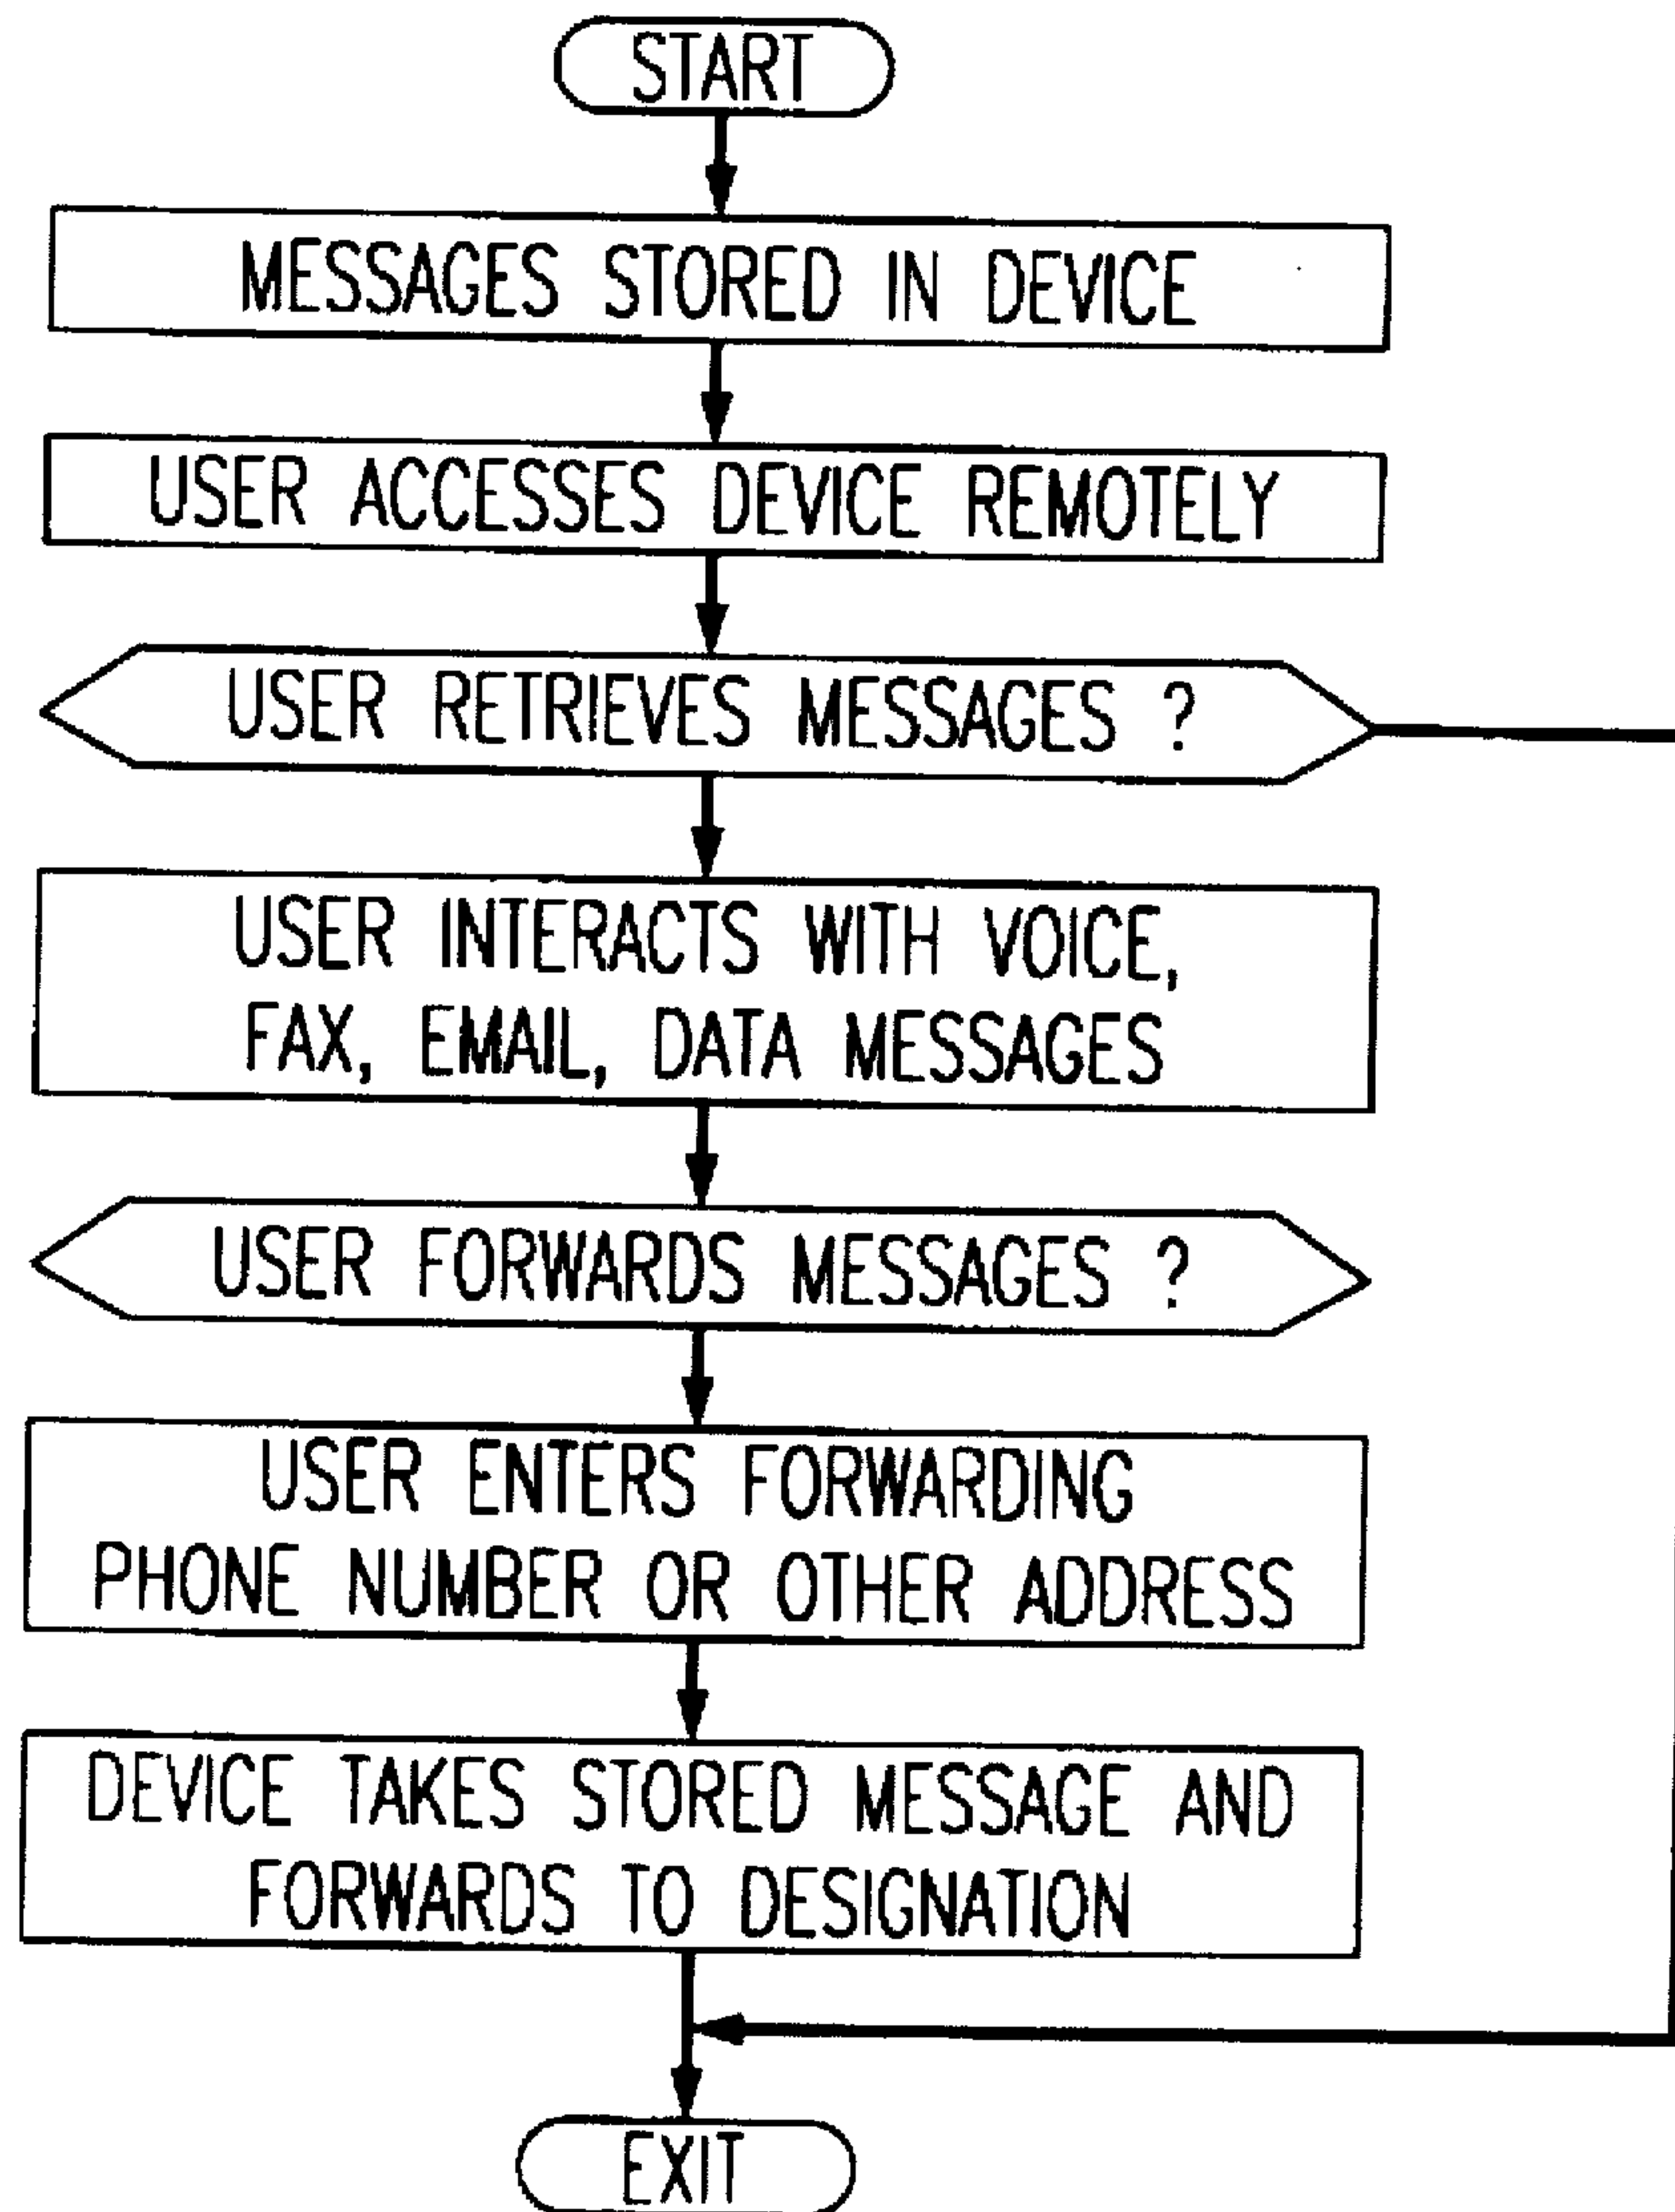 START
MESSAGES STORED IN DEVICE
USER ACCESSES DEVICE REMOTELY
USER RETRIEVES MESSAGES ?
USER INTERACTS WITH VOICE,
FAX, EMAIL, DATA MESSAGES
USER FORWARDS MESSAGES ?
USER ENTERS FORWARDING
PHONE NUMBER OR OTHER ADDRESS
DEVICE TAKES STORED MESSAGE AND
FORWARDS TO DESIGNATION
EXIT